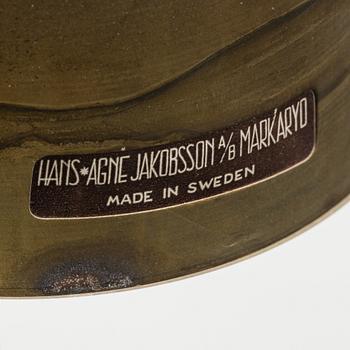 HANS*AGNE JAKOBSSON A/B MARKARYD
MADE IN SWEDEN